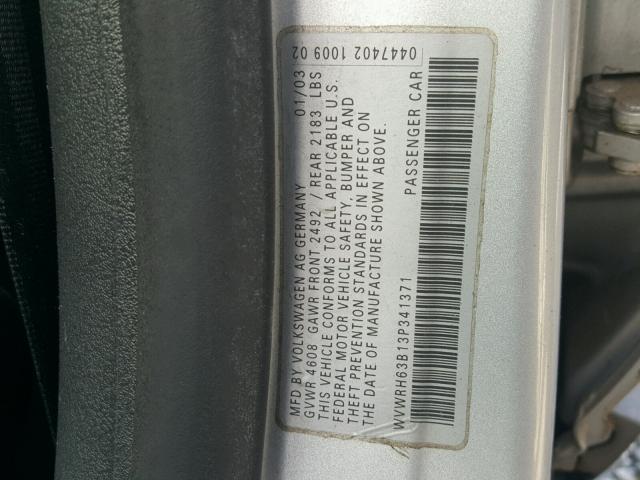 MFD BY VOLKSWAGEN AG GERMANY 01/03
GVWR 4608 GAWR FRONT 2492 / REAR 2183 LBS
THIS VEHICLE CONFORMS TO ALL APPLICABLE U.S.
FEDERAL MOTOR VEHICLE SAFETY, BUMPER AND
THEFT PREVENTION STANDARDS IN EFFECT ON
THE DATE OF MANUFACTURE SHOWN ABOVE.
WVWRH63B13P341371 PASSENGER CAR
0447402 1009 02